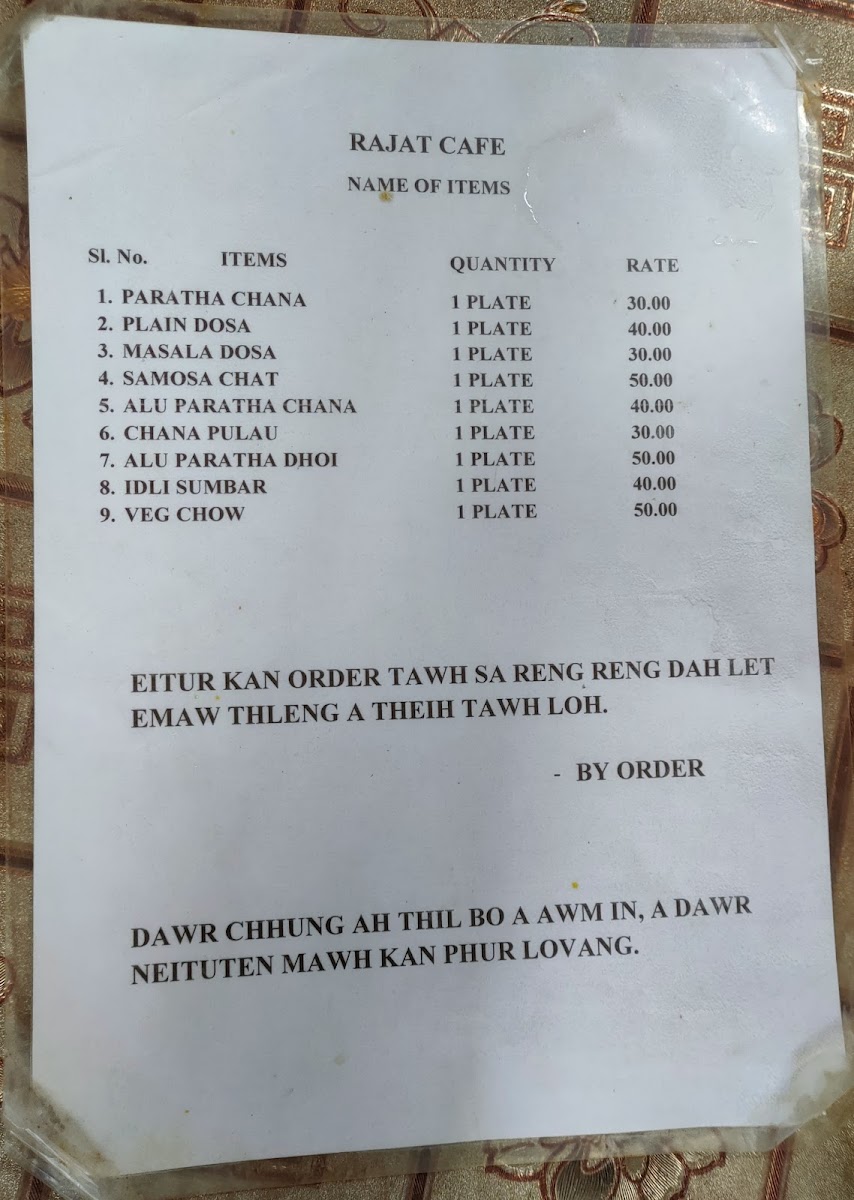 RAJAT CAFE
NAME OF ITEMS
Sl. No. ITEMS QUANTITY RATE
1. PARATHA CHANA 1 PLATE 30.00
2. PLAIN DOSA 1 PLATE 40.00
3. MASALA DOSA 1 PLATE 30.00
4. SAMOSA CHAT 1 PLATE 50.00
5. ALU PARATHA CHANA 1 PLATE 40.00
6. CHANA PULAU 1 PLATE 30.00
7. ALU PARATHA DHOI 1 PLATE 50.00
8. IDLI SUMBAR 1 PLATE 40.00
9. VEG CHOW 1 PLATE 50.00
EITUR KAN ORDER TAWH SA RENG RENG DAH LET
EMAW THLENG A THEIH TAWH LOH.
- BY ORDER
DAWR CHHUNG AH THIL BO A AWM IN, A DAWR
NEITUTEN MAWH KAN PHUR LOVANG.